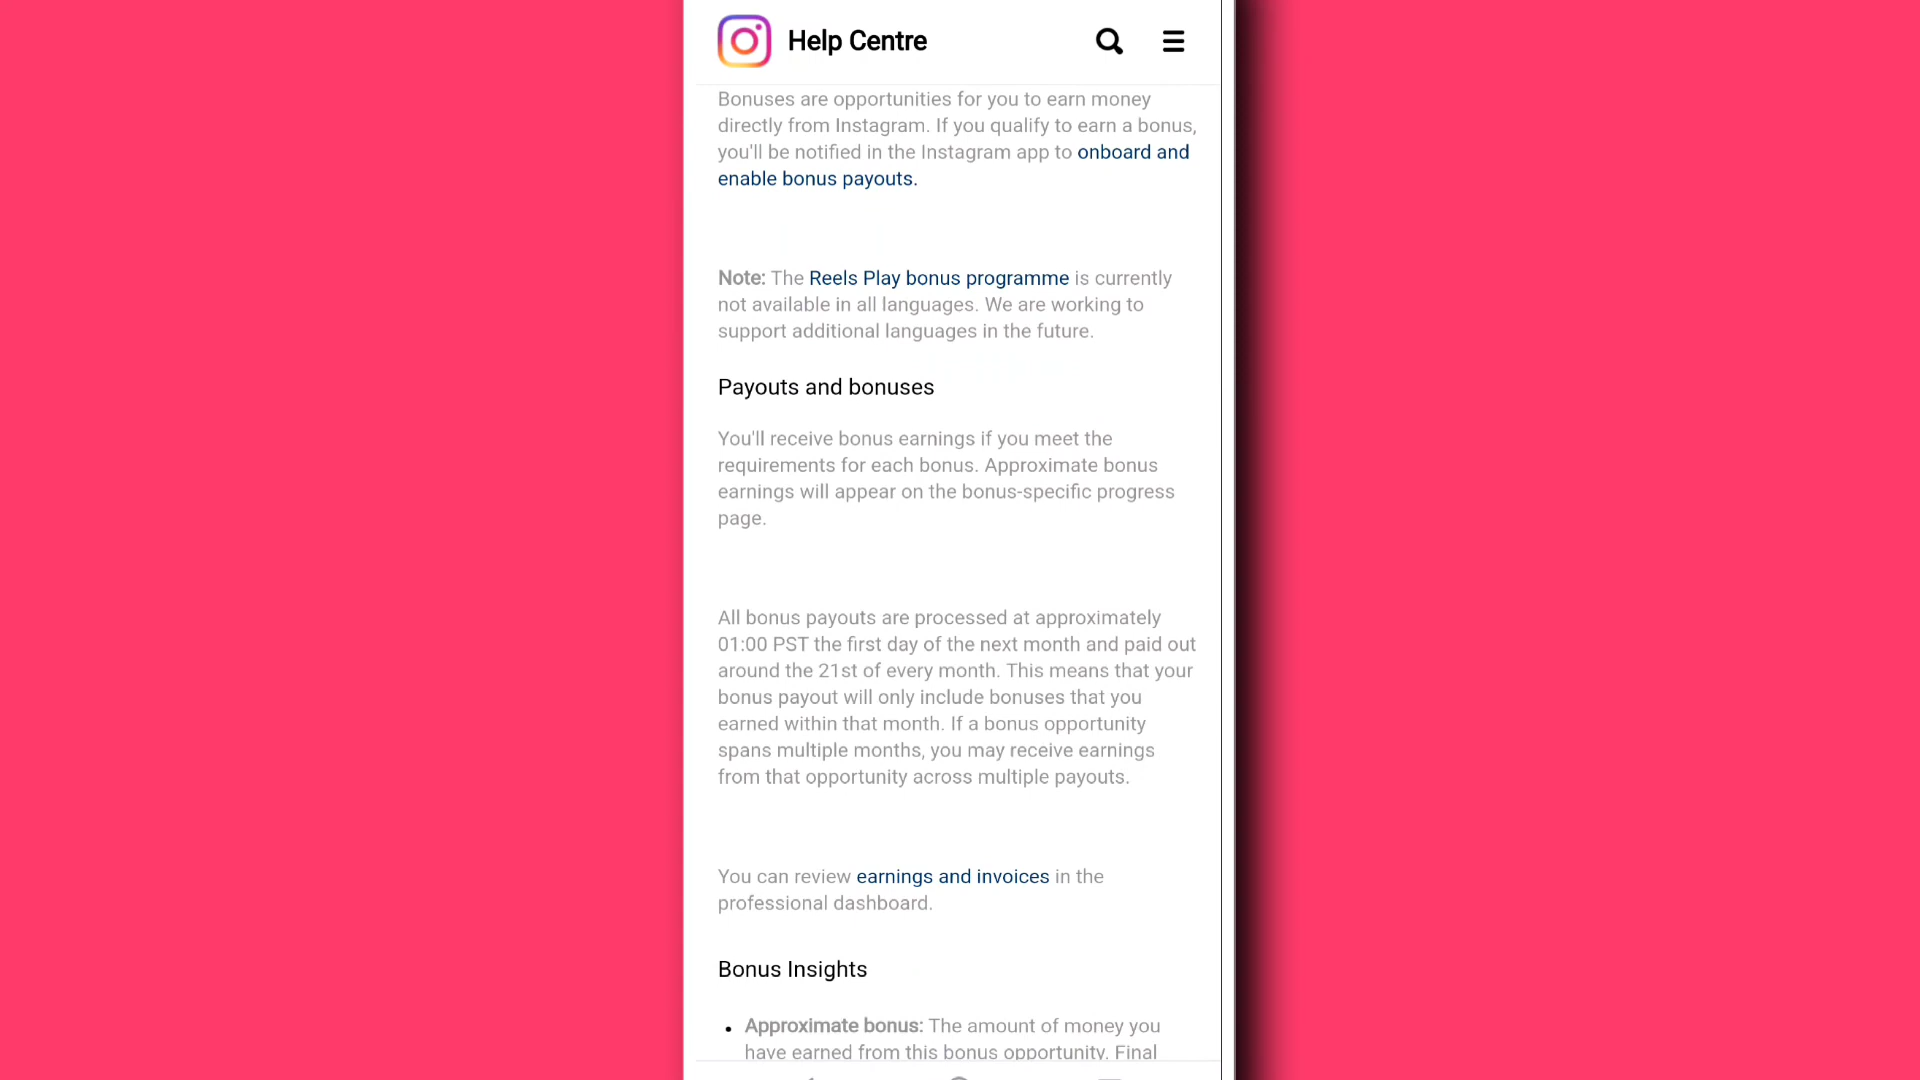 Help Centre
Bonuses are opportunities for you to earn money
directly from Instagram. If you qualify to earn a bonus,
you'll be notified in the Instagram app to onboard and
enable bonus payouts.
Note: The Reels Play bonus programme is currently
not available in all languages. We are working to
support additional languages in the future.
Payouts and bonuses
You'll receive bonus earnings if you meet the
requirements for each bonus. Approximate bonus
earnings will appear on the bonus-specific progress
page.
All bonus payouts are processed at approximately
01:00 PST the first day of the next month and paid out
around the 21st of every month. This means that your
bonus payout will only include bonuses that you
earned within that month. If a bonus opportunity
spans multiple months, you may receive earnings
from that opportunity across multiple payouts.
You can review earnings and invoices in the
professional dashboard.
Bonus Insights
• Approximate bonus: The amount of money you
have earned from this bonus opportunity. Final